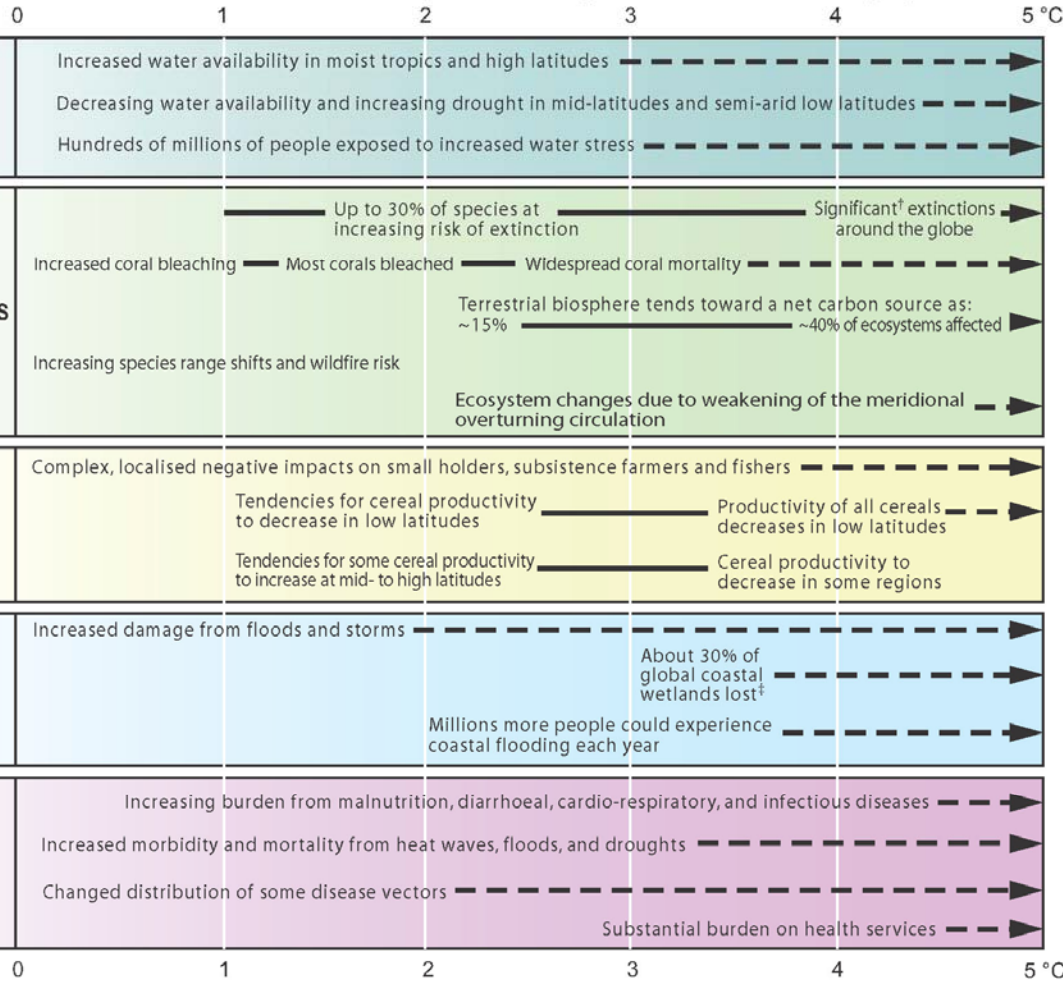 0 1 2 3 4 5 °C
Increased water availability in moist tropics and high latitudes
Decreasing water availability and increasing drought in mid-latitudes and semi-arid low latitudes
Hundreds of millions of people exposed to increased water stress
Up to 30% of species at
increasing risk of extinction
Significant† extinctions
around the globe
Increased coral bleaching
Most corals bleached
Widespread coral mortality
Terrestrial biosphere tends toward a net carbon source as:
~15%
~40% of ecosystems affected
S
Increasing species range shifts and wildfire risk
Ecosystem changes due to weakening of the meridional
overturning circulation
Complex, localised negative impacts on small holders, subsistence farmers and fishers
Tendencies for cereal productivity
to decrease in low latitudes
Productivity of all cereals
decreases in low latitudes
Tendencies for some cereal productivity
to increase at mid- to high latitudes
Cereal productivity to
decrease in some regions
Increased damage from floods and storms
About 30% of
global coastal
wetlands lost‡
Millions more people could experience
coastal flooding each year
Increasing burden from malnutrition, diarrhoeal, cardio-respiratory, and infectious diseases
Increased morbidity and mortality from heat waves, floods, and droughts
Changed distribution of some disease vectors
Substantial burden on health services
0 1 2 3 4 5 °C